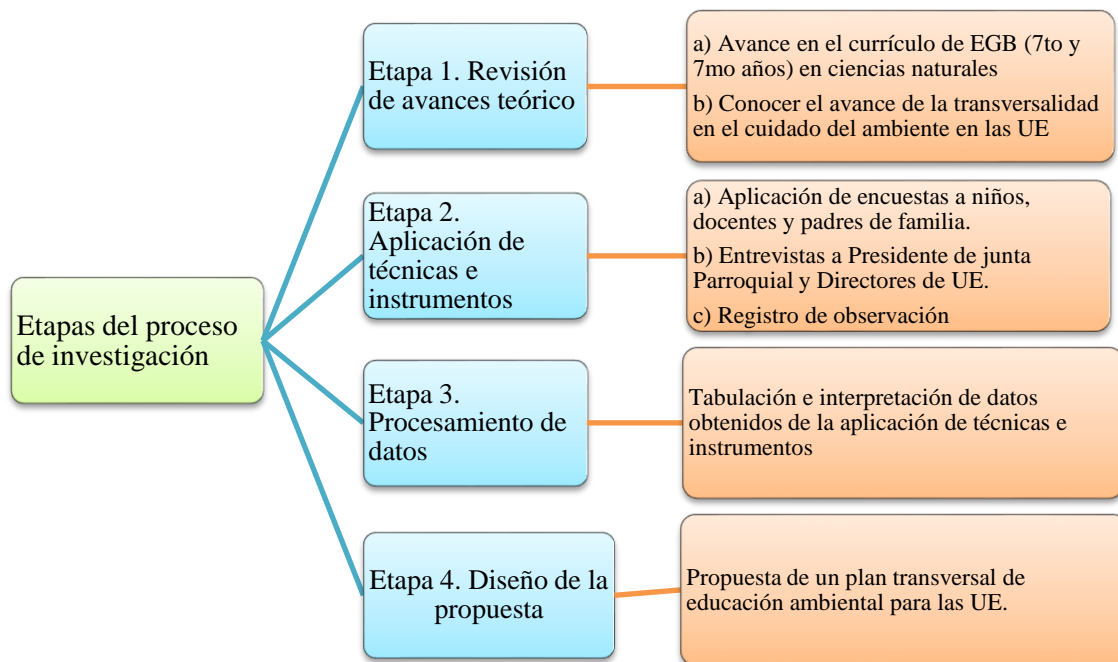 Etapas del proceso
de investigación
Etapa 1. Revisión
de avances teórico
a) Avance en el currículo de EGB (7to y
7mo años) en ciencias naturales
b) Conocer el avance de la transversalidad
en el cuidado del ambiente en las UE
Etapa 2.
Aplicación de
técnicas e
instrumentos
a) Aplicación de encuestas a niños,
docentes y padres de familia.
b) Entrevistas a Presidente de junta
Parroquial y Directores de UE.
c) Registro de observación
Etapa 3.
Procesamiento de
datos
Tabulación e interpretación de datos
obtenidos de la aplicación de técnicas e
instrumentos
Etapa 4. Diseño de la
propuesta
Propuesta de un plan transversal de
educación ambiental para las UE.